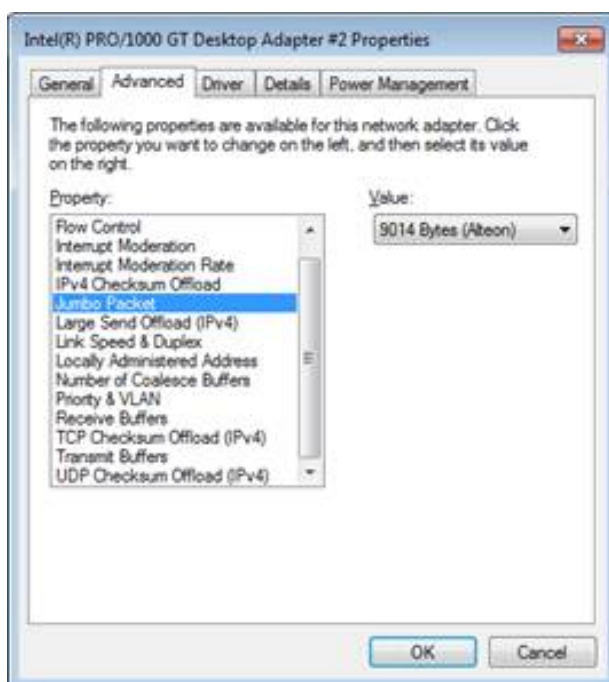 Intel(R) PRO/1000 GT Desktop Adapter #2 Properties
General Advanced Driver Details Power Management
The following properties are available for this network adapter. Click
the property you want to change on the left, and then select its value
on the right.
Property:
Value:
Flow Control
Interrupt Moderation
Interrupt Moderation Rate
IPv4 Checksum Offload
Jumbo Packet
Large Send Offload (IPv4)
Link Speed & Duplex
Locally Administered Address
Number of Coalesce Buffers
Priority & VLAN
Receive Buffers
TCP Checksum Offload (IPv4)
Transmit Buffers
UDP Checksum Offload (IPv4)
9014 Bytes (Alteon)
OK
Cancel